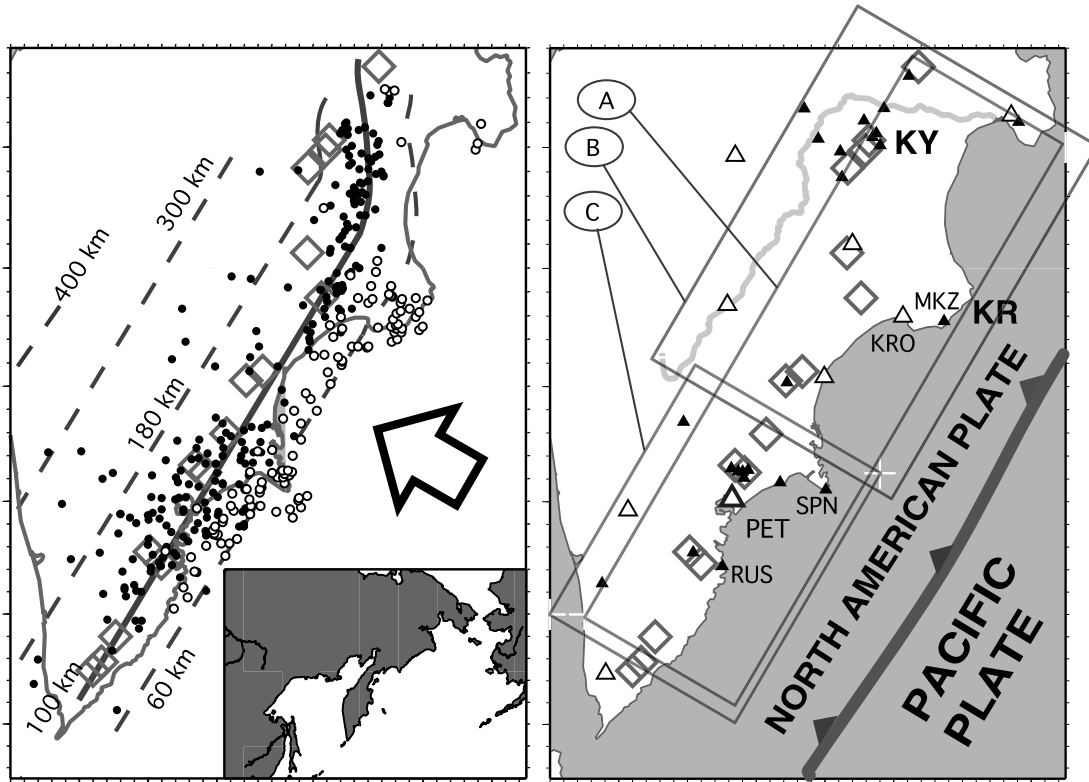 300 km
400 km
180 km
100 km
60 km
A
B
C
KY
MKZ
KR
KRO
SPN
PET
RUS
NORTH AMERICAN PLATE
PACIFIC
PLATE